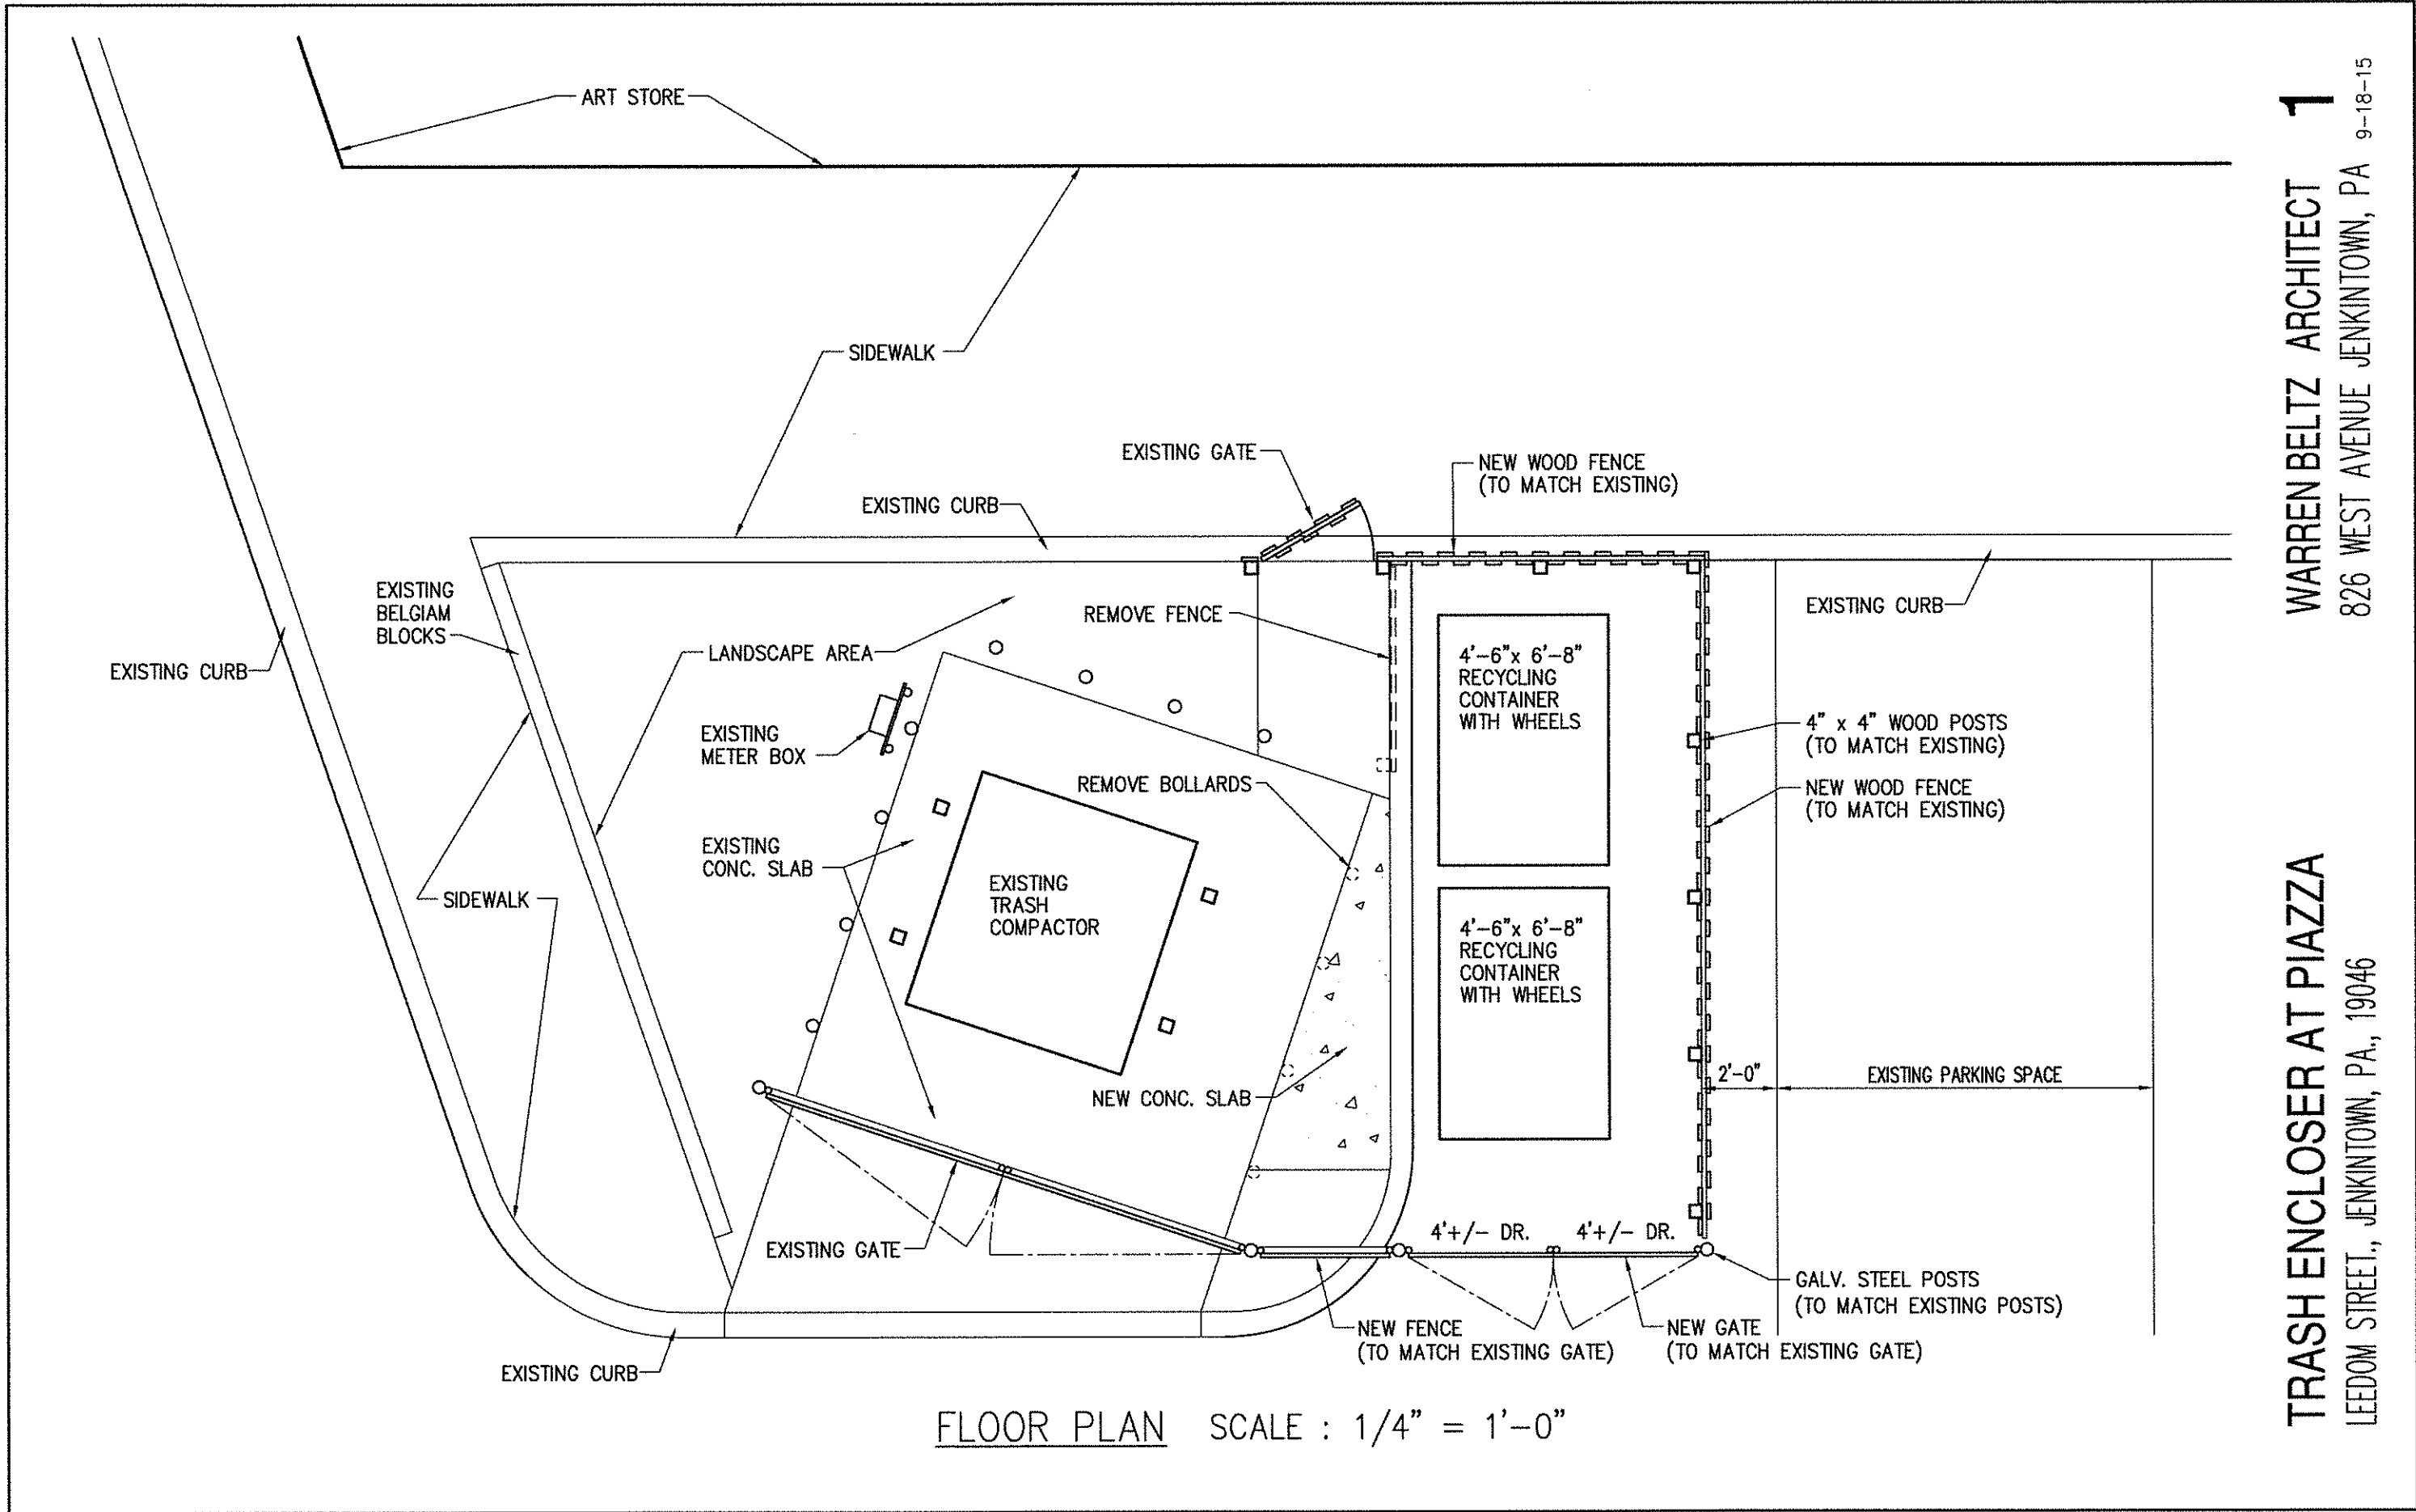 ART STORE
SIDEWALK
EXISTING GATE
NEW WOOD FENCE
(TO MATCH EXISTING)
EXISTING CURB
EXISTING
BELGIAM
BLOCKS
EXISTING CURB
LANDSCAPE AREA
REMOVE FENCE
EXISTING CURB
4'-6"x 6'-8"
RECYCLING
CONTAINER
WITH WHEELS
EXISTING
METER BOX
4" x 4" WOOD POSTS
(TO MATCH EXISTING)
REMOVE BOLLARDS
NEW WOOD FENCE
(TO MATCH EXISTING)
EXISTING
CONC. SLAB
EXISTING
TRASH
COMPACTOR
SIDEWALK
4'-6"x 6'-8"
RECYCLING
CONTAINER
WITH WHEELS
NEW CONC. SLAB
2'-0"
EXISTING PARKING SPACE
EXISTING GATE
4'+/- DR.
4'+/- DR.
GALV. STEEL POSTS
(TO MATCH EXISTING POSTS)
NEW FENCE
(TO MATCH EXISTING GATE)
NEW GATE
(TO MATCH EXISTING GATE)
EXISTING CURB
FLOOR PLAN SCALE : 1/4" = 1'-0"
TRASH ENCLOSER AT PIAZZA
LEEDOM STREET., JENKINTOWN, PA., 19046
WARREN BELTZ ARCHITECT 1
826 WEST AVENUE JENKINTOWN, PA 9-18-15